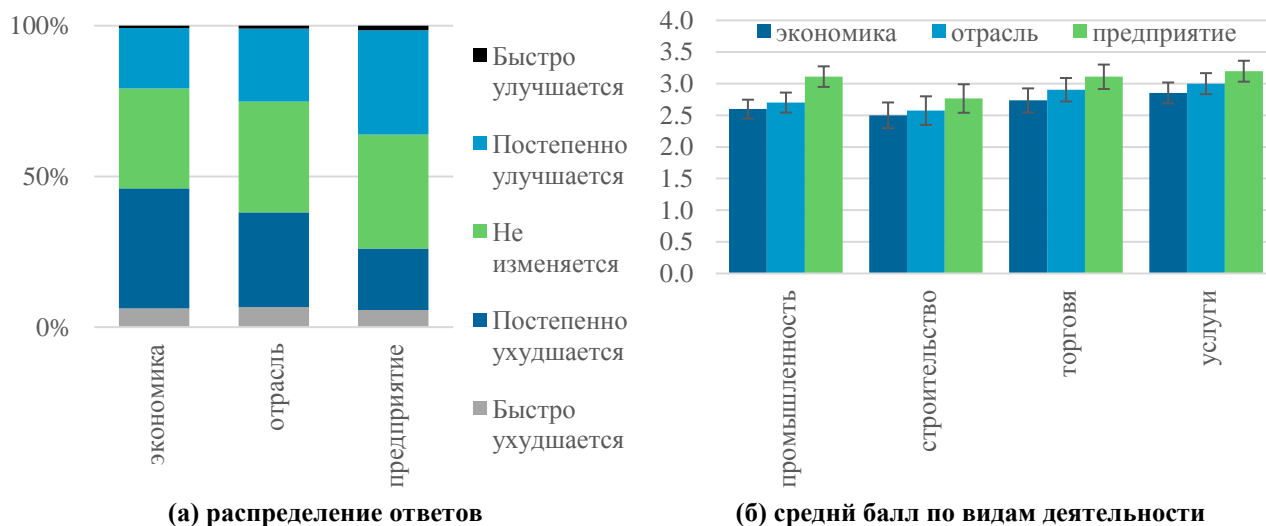 100%
50%
0%
экономика
отрасль
предприятие
Быстро
улучшается
Постепенно
улучшается
Не
изменяется
Постепенно
ухудшается
Быстро
ухудшается
(а) распределение ответов
4.0
3.5
3.0
2.5
2.0
1.5
1.0
0.5
0.0
экономика
отрасль
предприятие
промышленность
строительство
торговя
услуги
(б) среднй балл по видам деятельности